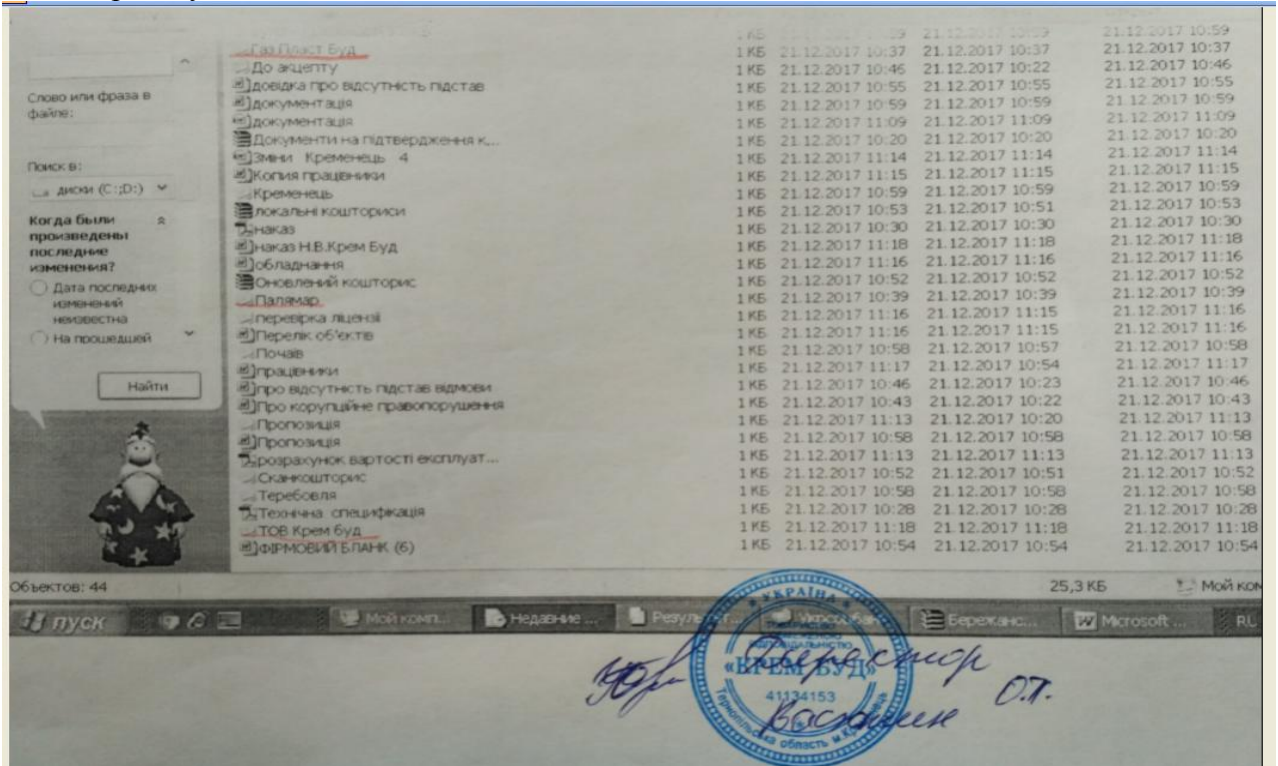 21.12.2017 10:59
Газ Пласт Буд 1 КБ 21.12.2017 10:37 21.12.2017 10:37 21.12.2017 10:37
До акцепту 1 КБ 21.12.2017 10:46 21.12.2017 10:22 21.12.2017 10:46
довідка про відсутність підстав 1 КБ 21.12.2017 10:55 21.12.2017 10:55 21.12.2017 10:55
Слово или фраза в файле:
документація 1 КБ 21.12.2017 10:59 21.12.2017 10:59 21.12.2017 10:59
документація 1 КБ 21.12.2017 11:09 21.12.2017 11:09 21.12.2017 11:09
Документи на підтвердження к... 1 КБ 21.12.2017 10:20 21.12.2017 10:20 21.12.2017 10:20
Зміни Кременець 4 1 КБ 21.12.2017 11:14 21.12.2017 11:14 21.12.2017 11:14
Поиск в:
Копия працівники 1 КБ 21.12.2017 11:15 21.12.2017 11:15 21.12.2017 11:15
диски (C:;D:)
Кременець 1 КБ 21.12.2017 10:59 21.12.2017 10:59 21.12.2017 10:59
локальні кошториси 1 КБ 21.12.2017 10:53 21.12.2017 10:51 21.12.2017 10:53
Когда были
произведены
последние
изменения?
наказ 1 КБ 21.12.2017 10:30 21.12.2017 10:30 21.12.2017 10:30
наказ Н.В.Крем Буд 1 КБ 21.12.2017 11:18 21.12.2017 11:18 21.12.2017 11:18
обладнання 1 КБ 21.12.2017 11:16 21.12.2017 11:16 21.12.2017 11:16
Оновлений кошторис 1 КБ 21.12.2017 10:52 21.12.2017 10:52 21.12.2017 10:52
Дата последних
изменений
неизвестна
Палямар 1 КБ 21.12.2017 10:39 21.12.2017 10:39 21.12.2017 10:39
перевірка ліцензії 1 КБ 21.12.2017 11:16 21.12.2017 11:15 21.12.2017 11:16
На прошедшей
Перелік об'єктів 1 КБ 21.12.2017 11:16 21.12.2017 11:15 21.12.2017 11:16
Почаїв 1 КБ 21.12.2017 10:58 21.12.2017 10:57 21.12.2017 10:58
працівники 1 КБ 21.12.2017 11:17 21.12.2017 10:54 21.12.2017 11:17
Найти
про відсутність підстав відмови 1 КБ 21.12.2017 10:46 21.12.2017 10:23 21.12.2017 10:46
Про корупційне правопорушення 1 КБ 21.12.2017 10:43 21.12.2017 10:22 21.12.2017 10:43
Пропозиція 1 КБ 21.12.2017 11:13 21.12.2017 10:20 21.12.2017 11:13
Пропозиція 1 КБ 21.12.2017 10:58 21.12.2017 10:58 21.12.2017 10:58
розрахунок вартості експлуат... 1 КБ 21.12.2017 11:13 21.12.2017 11:13 21.12.2017 11:13
Сканкошторис 1 КБ 21.12.2017 10:52 21.12.2017 10:51 21.12.2017 10:52
Теребовля 1 КБ 21.12.2017 10:58 21.12.2017 10:58 21.12.2017 10:58
Технічна специфікація 1 КБ 21.12.2017 10:28 21.12.2017 10:28 21.12.2017 10:28
ТОВ Крем буд 1 КБ 21.12.2017 11:18 21.12.2017 11:18 21.12.2017 11:18
ФІРМОВИЙ БЛАНК (6) 1 КБ 21.12.2017 10:54 21.12.2017 10:54 21.12.2017 10:54
Объектов: 44 25,3 КБ Мой ком
пуск Мой комп... Недавние ... Бережанс... Microsoft ... RU
УКРАЇНА
«КРЕМ БУД»
41134153
Тернопільська область
Директор
О.П.